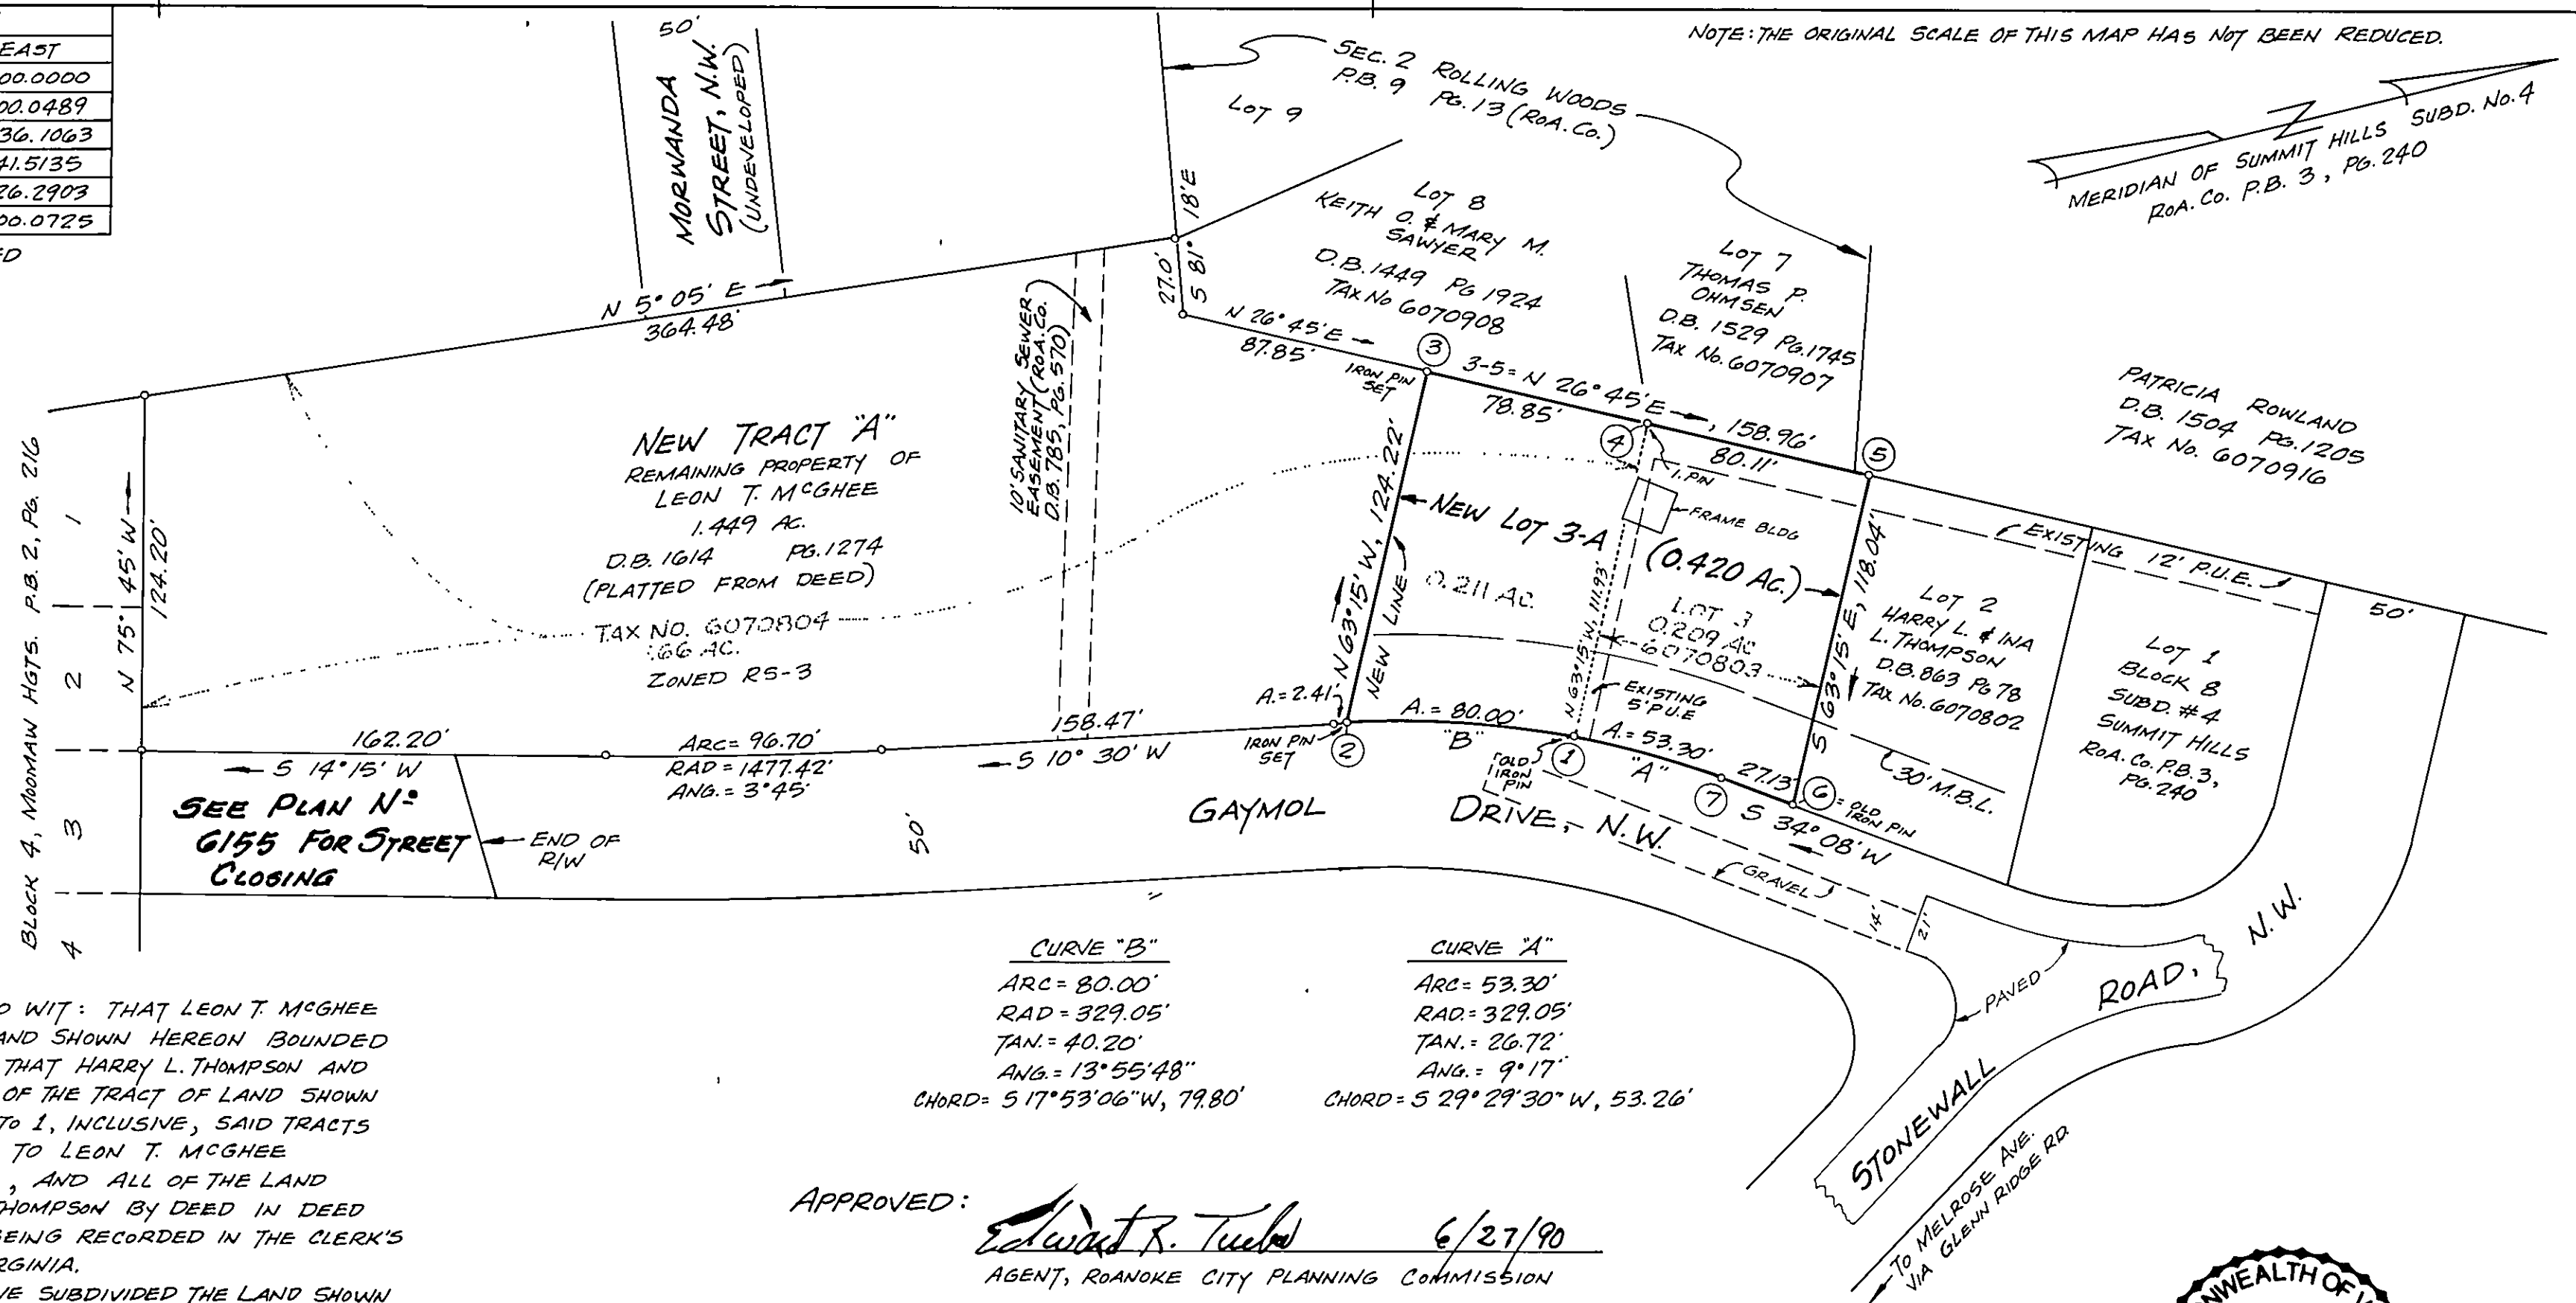 EAST
00.0000
00.0489
36.1063
41.5135
26.2903
00.0725
ED
NOTE: THE ORIGINAL SCALE OF THIS MAP HAS NOT BEEN REDUCED.
MERIDIAN OF SUMMIT HILLS SUBD. No. 4
ROA. Co. P.B. 3, PG. 240
50'
MORWANDA
STREET, N.W.
(UNDEVELOPED)
SEC. 2 ROLLING WOODS
P.B. 9 PG. 13 (ROA. Co.)
LOT 9
LOT 8
KEITH O. & MARY M.
SAWYER
D.B. 1449 PG 1924
TAX No 6070908
LOT 7
THOMAS P.
OHMSEN
D.B. 1529 PG. 1745
TAX No. 6070907
PATRICIA ROWLAND
D.B. 1504 PG. 1205
TAX No. 6070916
N 5° 05' E
364.48'
27.0'
S 81° 18' E
N 26° 45' E
87.85'
IRON PIN
SET
3
3-5 = N 26° 45' E, 158.96'
78.85'
4
80.11'
5
I. PIN
FRAME BLDG
10' SANITARY SEWER
EASEMENT (ROA. Co.
D.B. 785, PG. 570)
NEW TRACT "A"
REMAINING PROPERTY OF
LEON T. McGHEE
1.449 AC.
D.B. 1614 PG. 1274
(PLATTED FROM DEED)
TAX NO. 6070804
1.66 AC.
ZONED RS-3
BLOCK 4, MOOMAW HGTS. P.B. 2, PG. 216
1
2
3
4
N 75° 45' W
124.20'
N 63° 15' W, 124.22'
NEW LINE
NEW LOT 3-A
(0.420 AC.)
0.211 AC.
N 63° 15' W, 111.93'
LOT 3
0.209 AC
6070803
EXISTING
5' P.U.E
S 63° 15' E, 118.04'
EXISTING 12' P.U.E.
50'
LOT 2
HARRY L. & INA
L. THOMPSON
D.B. 863 PG 78
TAX No. 6070802
LOT 1
BLOCK 8
SUBD. #4
SUMMIT HILLS
ROA. Co. P.B. 3,
PG. 240
30' M.B.L.
162.20'
S 14° 15' W
ARC = 96.70'
RAD = 1477.42'
ANG. = 3° 45'
158.47'
S 10° 30' W
A. = 2.41'
IRON PIN
SET
2
A. = 80.00'
"B"
OLD
IRON
PIN
1
A. = 53.30'
"A"
27.13'
7
6
= OLD
IRON PIN
S 34° 08' W
SEE PLAN No
6155 FOR STREET
CLOSING
END OF
R/W
50'
GAYMOL DRIVE, N.W.
GRAVEL
14'
21'
PAVED
STONEWALL ROAD, N.W.
TO MELROSE AVE.
VIA GLENN RIDGE RD.
CURVE "B"
ARC = 80.00'
RAD = 329.05'
TAN. = 40.20'
ANG. = 13° 55' 48"
CHORD = S 17° 53' 06" W, 79.80'
CURVE "A"
ARC = 53.30'
RAD. = 329.05'
TAN. = 26.72'
ANG. = 9° 17'
CHORD = S 29° 29' 30" W, 53.26'
O WIT: THAT LEON T. McGHEE
AND SHOWN HEREON BOUNDED
THAT HARRY L. THOMPSON AND
OF THE TRACT OF LAND SHOWN
TO 1, INCLUSIVE, SAID TRACTS
TO LEON T. McGHEE
, AND ALL OF THE LAND
HOMPSON BY DEED IN DEED
BEING RECORDED IN THE CLERK'S
RGINIA.
VE SUBDIVIDED THE LAND SHOWN
APPROVED:
Edward R. 6/27/90
AGENT, ROANOKE CITY PLANNING COMMISSION
NWEALTH OF